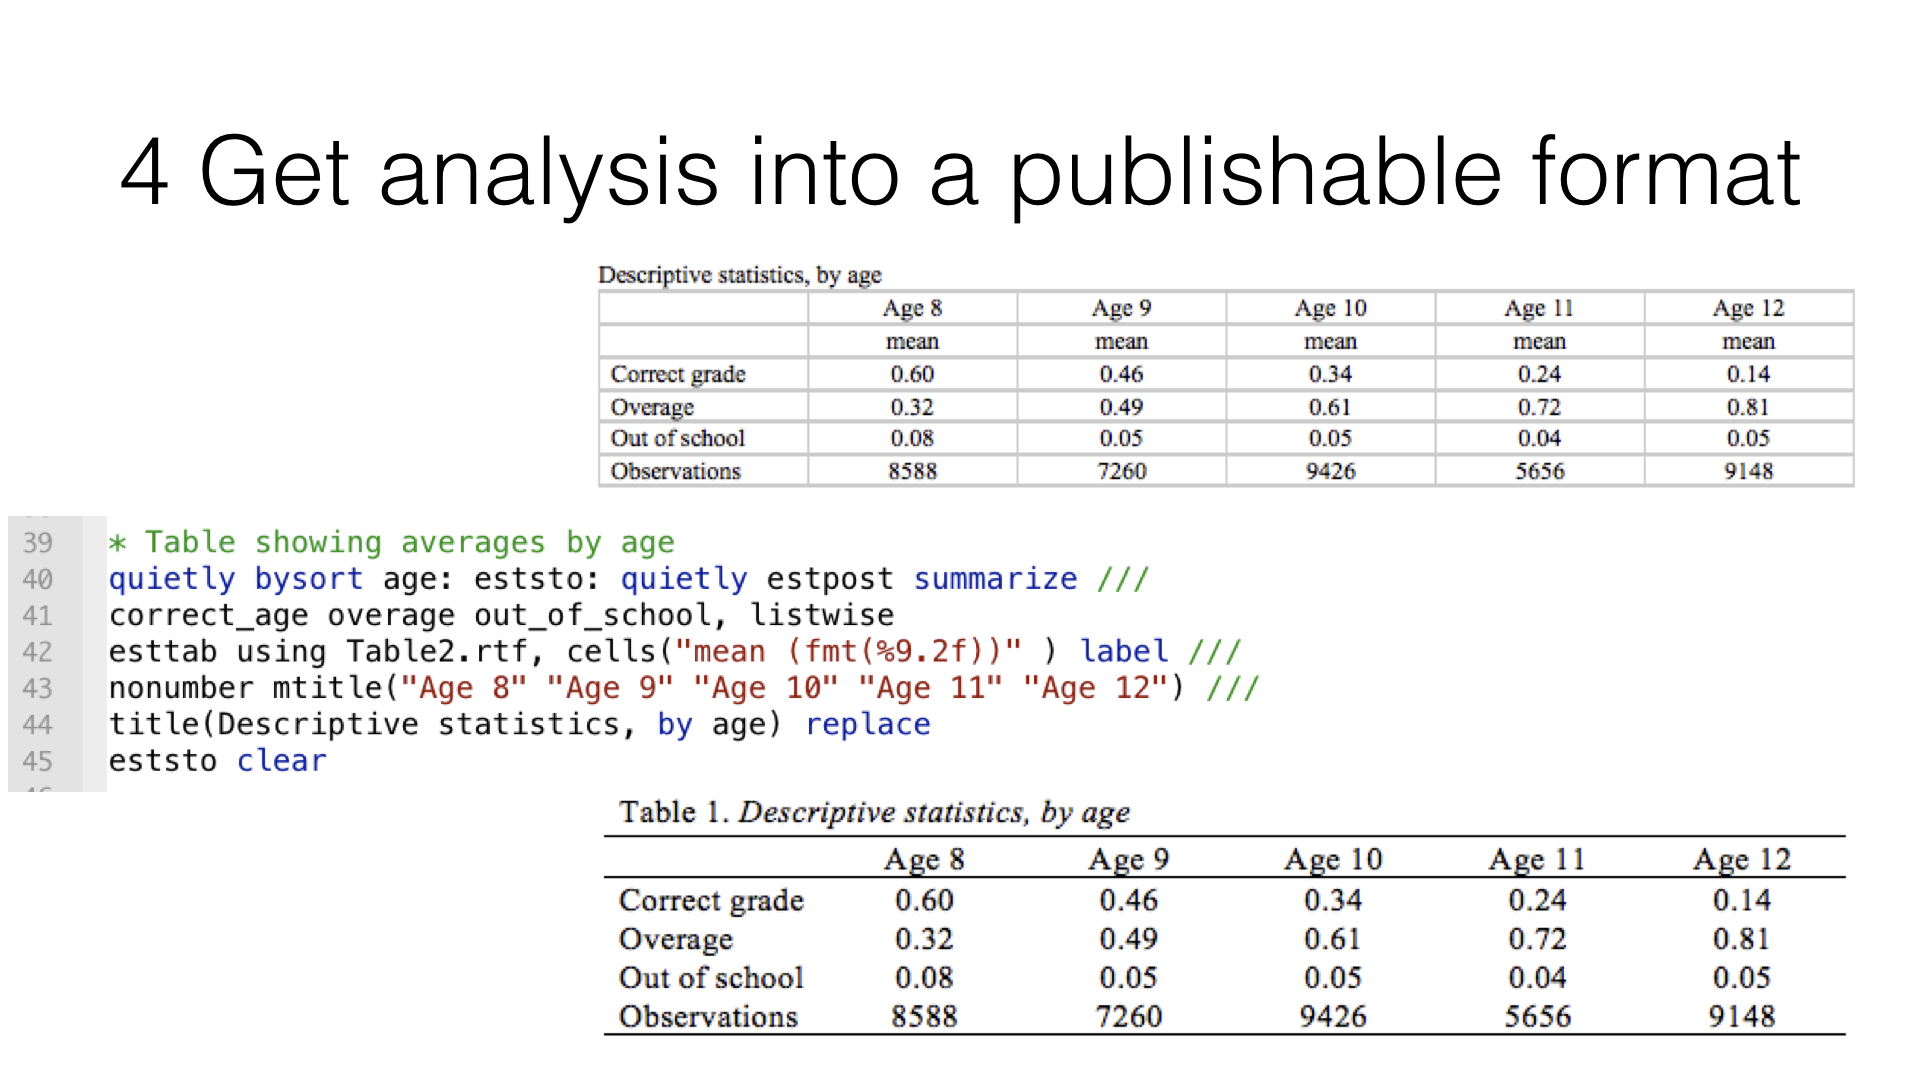 4 Get analysis into a publishable format
Descriptive statistics, by age
Age 8 Age 9 Age 10 Age 11 Age 12
mean mean mean mean mean
Correct grade 0.60 0.46 0.34 0.24 0.14
Overage 0.32 0.49 0.61 0.72 0.81
Out of school 0.08 0.05 0.05 0.04 0.05
Observations 8588 7260 9426 5656 9148
39 * Table showing averages by age
40 quietly bysort age: eststo: quietly estpost summarize ///
41 correct_age overage out_of_school, listwise
42 esttab using Table2.rtf, cells("mean (fmt(%9.2f))" ) label ///
43 nonumber mtitle("Age 8" "Age 9" "Age 10" "Age 11" "Age 12") ///
44 title(Descriptive statistics, by age) replace
45 eststo clear
Table 1. Descriptive statistics, by age
Age 8 Age 9 Age 10 Age 11 Age 12
Correct grade 0.60 0.46 0.34 0.24 0.14
Overage 0.32 0.49 0.61 0.72 0.81
Out of school 0.08 0.05 0.05 0.04 0.05
Observations 8588 7260 9426 5656 9148